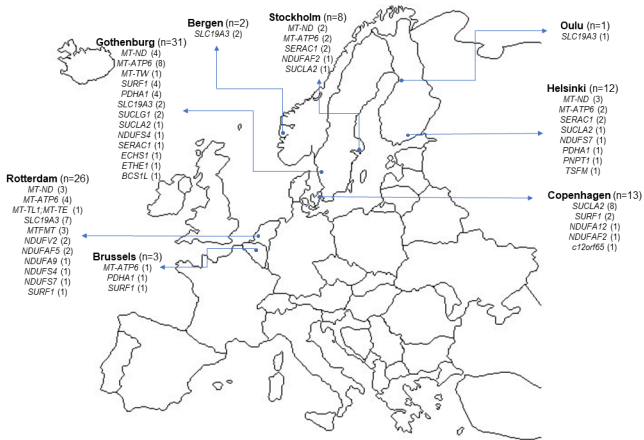 Bergen (n=2)
SLC19A3 (2)
Stockholm (n=8)
MT-ND (2)
MT-ATP6 (2)
SERAC1 (2)
NDUFAF2 (1)
SUCLA2 (1)
Oulu (n=1)
SLC19A3 (1)
Gothenburg (n=31)
MT-ND (4)
MT-ATP6 (8)
MT-TW (1)
SURF1 (4)
PDHA1 (4)
SLC19A3 (2)
SUCLG1 (2)
SUCLA2 (1)
NDUFS4 (1)
SERAC1 (1)
ECHS1 (1)
ETHE1 (1)
BCS1L (1)
Helsinki (n=12)
MT-ND (3)
MT-ATP6 (2)
SERAC1 (2)
SUCLA2 (1)
NDUFS7 (1)
PDHA1 (1)
PNPT1 (1)
TSFM (1)
Rotterdam (n=26)
MT-ND (3)
MT-ATP6 (4)
MT-TL1;MT-TE (1)
SLC19A3 (7)
MTFMT (3)
NDUFV2 (2)
NDUFAF5 (2)
NDUFA9 (1)
NDUFS4 (1)
NDUFS7 (1)
SURF1 (1)
Brussels (n=3)
MT-ATP6 (1)
PDHA1 (1)
SURF1 (1)
Copenhagen (n=13)
SUCLA2 (8)
SURF1 (2)
NDUFA12 (1)
NDUFAF2 (1)
c12orf65 (1)